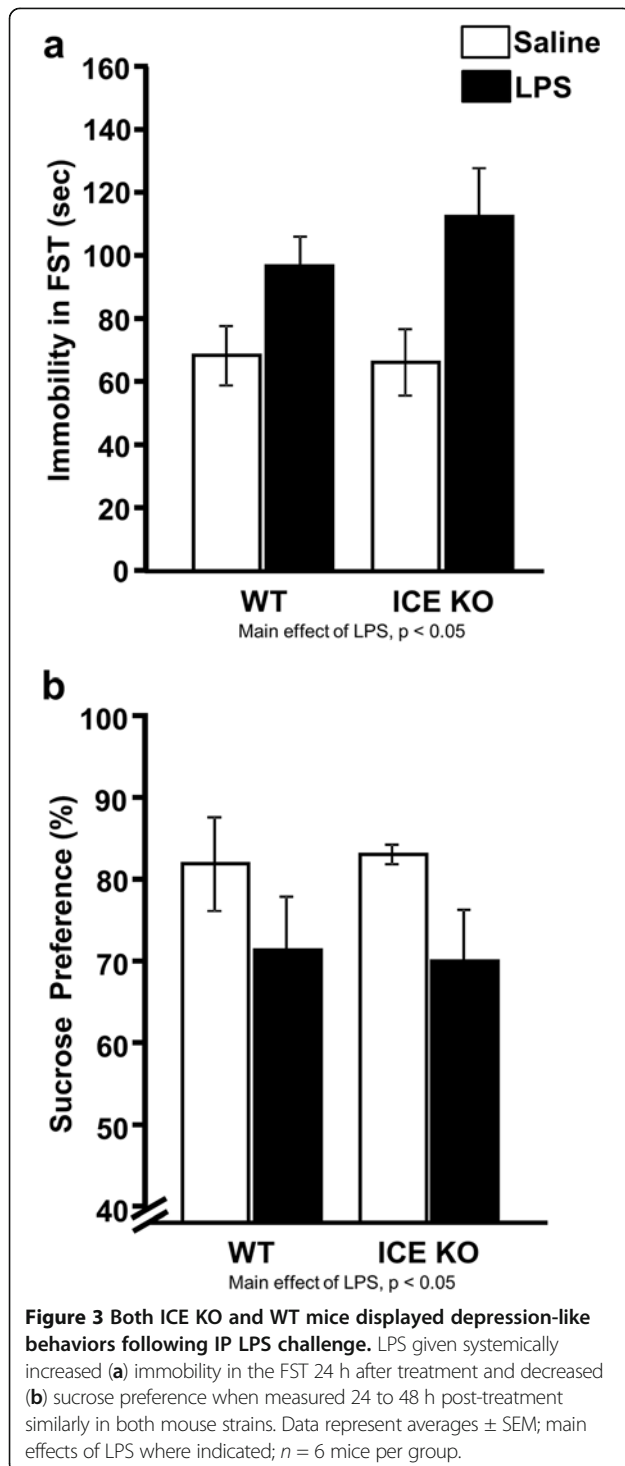 a
Saline
LPS
160
140
120
100
80
60
40
20
0
Immobility in FST (sec)
WT ICE KO
Main effect of LPS, p < 0.05
b
100
90
80
70
60
50
40
Sucrose Preference (%)
WT ICE KO
Main effect of LPS, p < 0.05
Figure 3 Both ICE KO and WT mice displayed depression-like
behaviors following IP LPS challenge. LPS given systemically
increased (a) immobility in the FST 24 h after treatment and decreased
(b) sucrose preference when measured 24 to 48 h post-treatment
similarly in both mouse strains. Data represent averages ± SEM; main
effects of LPS where indicated; n = 6 mice per group.